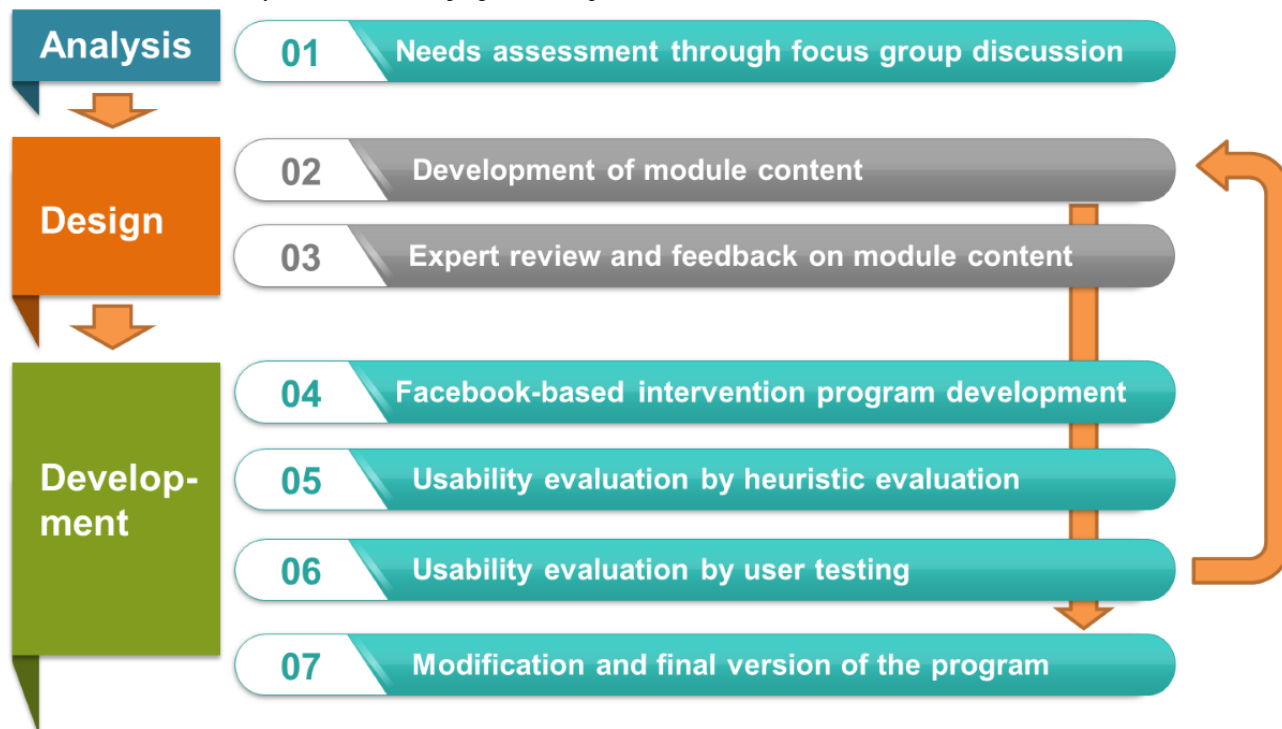 Analysis
01 Needs assessment through focus group discussion
Design
02 Development of module content
03 Expert review and feedback on module content
Develop-
ment
04 Facebook-based intervention program development
05 Usability evaluation by heuristic evaluation
06 Usability evaluation by user testing
07 Modification and final version of the program